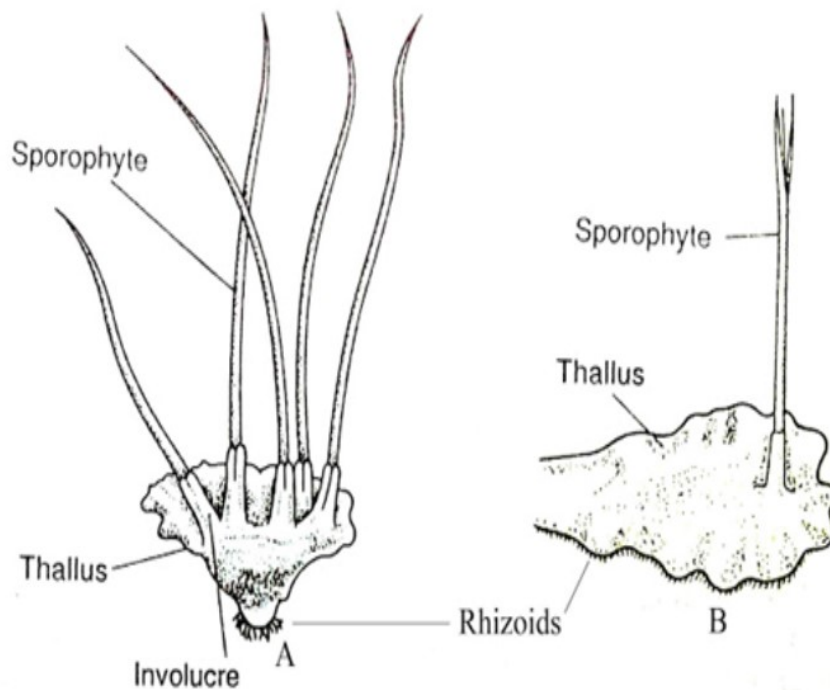 Sporophyte
Sporophyte
Thallus
Thallus
Rhizoids
A
B
Involucre